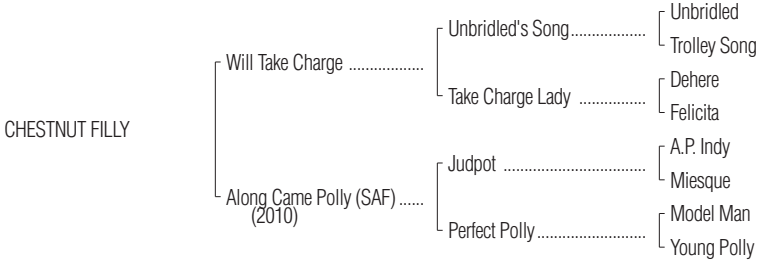 Unbridled
Unbridled's Song..................
Trolley Song
Will Take Charge ..................
Dehere
Take Charge Lady ................
Felicita
CHESTNUT FILLY
A.P. Indy
Judpot ..................................
Miesque
Along Came Polly (SAF) ......
(2010)
Model Man
Perfect Polly..........................
Young Polly